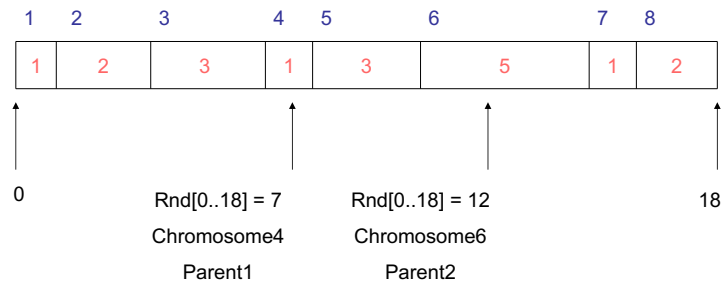 1 2 3 4 5 6 7 8
1 2 3 1 3 5 1 2
0 18
Rnd[0..18] = 7 Rnd[0..18] = 12
Chromosome4 Chromosome6
Parent1 Parent2